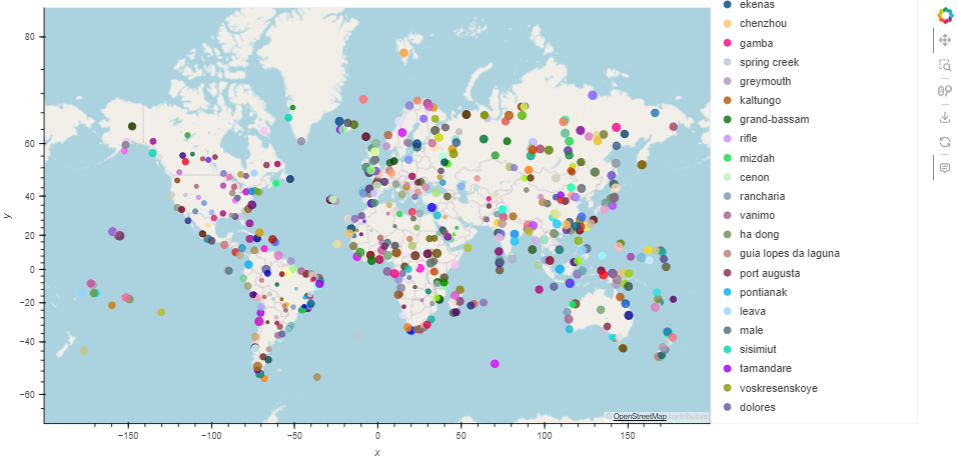 ekenas
chenzhou
gamba
spring creek
greymouth
kaltungo
grand-bassam
rifle
mizdah
cenon
rancharia
vanimo
ha dong
guia lopes da laguna
port augusta
pontianak
leava
male
sisimiut
tamandare
voskresenskoye
dolores
80
60
40
20
0
−20
−40
−60
y
© OpenStreetMap contributors
−150
−100
−50
0
50
100
150
x